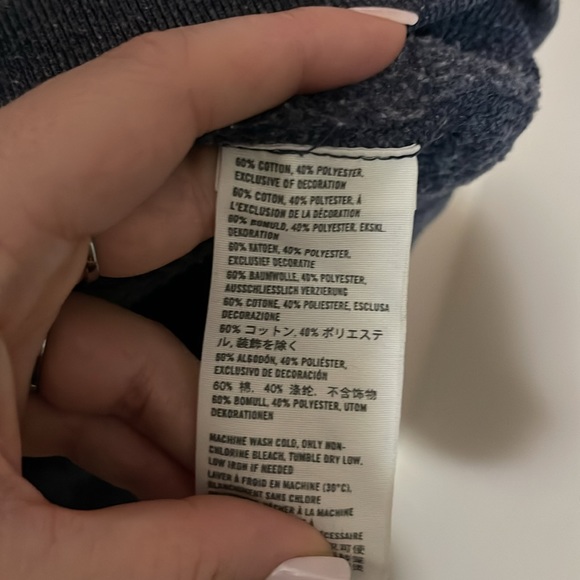 60% COTTON, 40% POLYESTER,
EXCLUSIVE OF DECORATION
60% COTON, 40% POLYESTER, À
L'EXCLUSION DE LA DÉCORATION
60% BOMULD, 40% POLYESTER, EKSKL.
DEKORATION
60% KATOEN, 40% POLYESTER,
EXCLUSIEF DECORATIE
60% BAUMWOLLE, 40% POLYESTER,
AUSSCHLIESSLICH VERZIERUNG
60% COTONE, 40% POLIESTERE, ESCLUSA
DECORAZIONE
60% コットン, 40% ポリエステ
ル, 装飾を除く
60% ALGODÓN, 40% POLIÉSTER,
EXCLUSIVO DE DECORACIÓN
60% 棉, 40% 涤纶, 不含饰物
60% BOMULL, 40% POLYESTER, UTOM
DEKORATIONEN
MACHINE WASH COLD, ONLY NON-
CHLORINE BLEACH, TUMBLE DRY LOW,
LOW IRON IF NEEDED
LAVER À FROID EN MACHINE (30°C),
BLANCHIMENT SANS CHLORE
À LA MACHINE